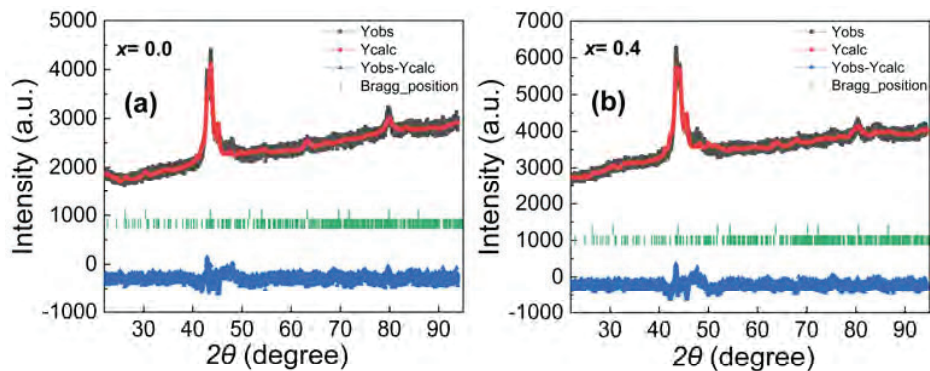 x= 0.0
(a)
Yobs
Ycalc
Yobs-Ycalc
Bragg_position
Intensity (a.u.)
5000
4000
3000
2000
1000
0
-1000
30 40 50 60 70 80 90
2θ (degree)
x= 0.4
(b)
Yobs
Ycalc
Yobs-Ycalc
Bragg_position
Intensity (a.u.)
7000
6000
5000
4000
3000
2000
1000
0
-1000
30 40 50 60 70 80 90
2θ (degree)